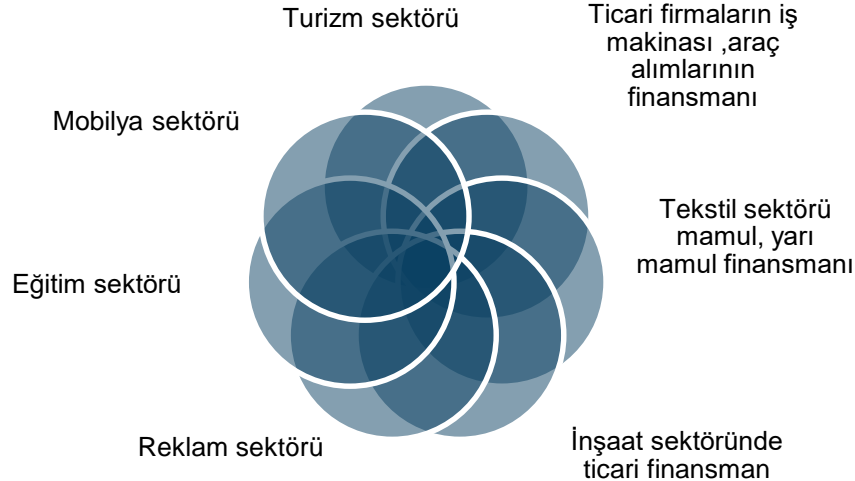 Turizm sektörü
Ticari firmaların iş
makinası ,araç
alımlarının
finansmanı
Tekstil sektörü
mamul, yarı
mamul finansmanı
İnşaat sektöründe
ticari finansman
Reklam sektörü
Eğitim sektörü
Mobilya sektörü